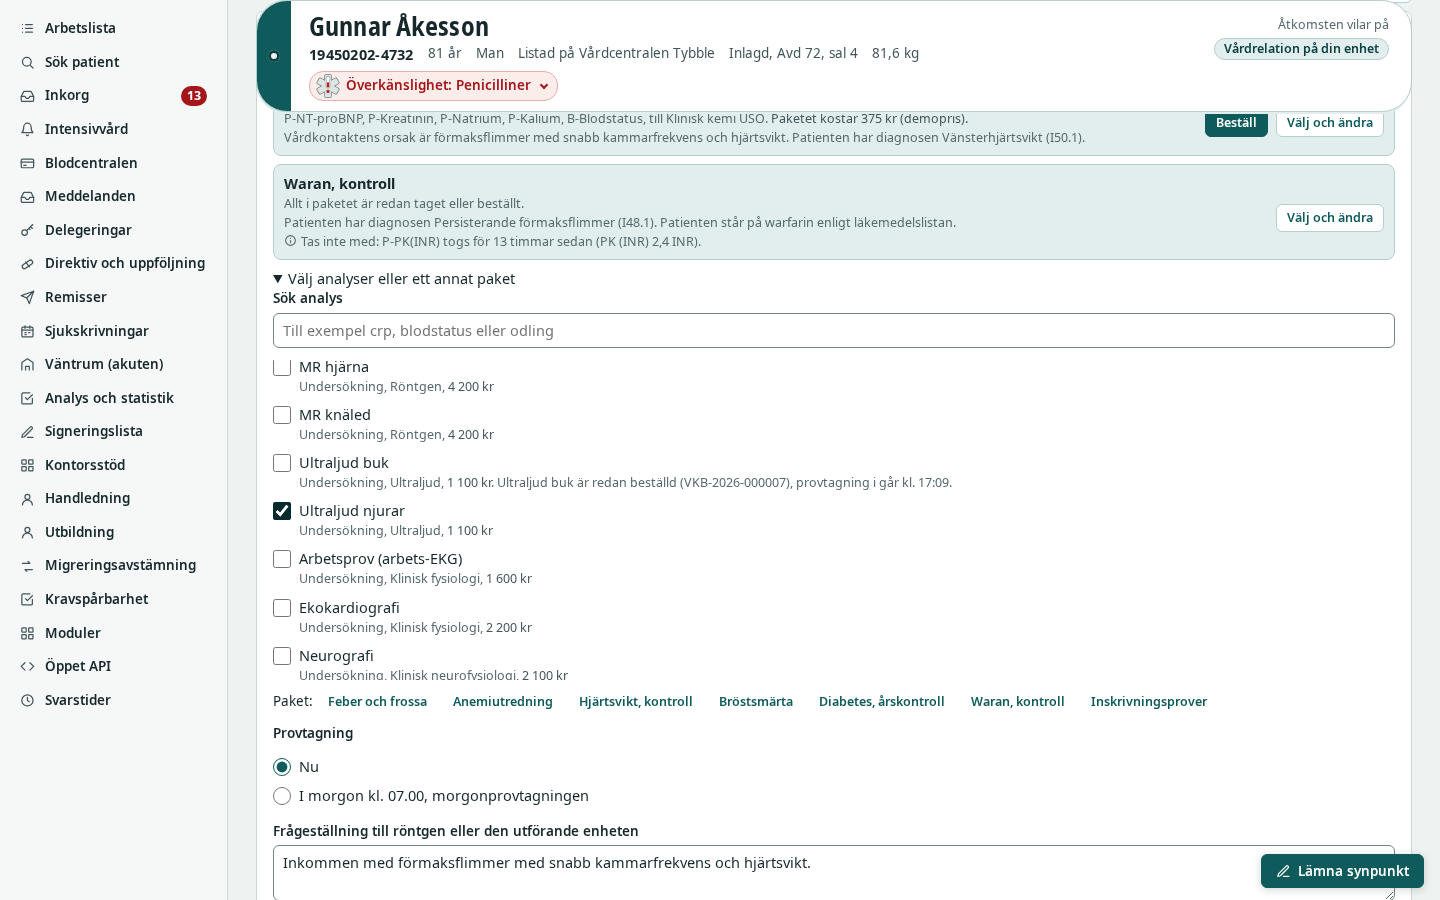 Arbetslista
Sök patient
Inkorg 13
Intensivvård
Blodcentralen
Meddelanden
Delegeringar
Direktiv och uppföljning
Remisser
Sjukskrivningar
Väntrum (akuten)
Analys och statistik
Signeringslista
Kontorsstöd
Handledning
Utbildning
Migreringsavstämning
Kravspårbarhet
Moduler
Öppet API
Svarstider
Gunnar Åkesson
19450202-4732 81 år Man Listad på Vårdcentralen Tybble Inlagd, Avd 72, sal 4 81,6 kg
Överkänslighet: Penicilliner
Åtkomsten vilar på
Vårdrelation på din enhet
NT-proBNP, P-Kreatinin, P-Natrium, P-Kalium, B-Blodstatus, till Klinisk kemi USÖ. Paketet kostar 375 kr (demopris).
Vårdkontaktens orsak är förmaksflimmer med snabb kammarfrekvens och hjärtsvikt. Patienten har diagnosen Vänsterhjärtsvikt (I50.1).
Beställ Välj och ändra
Waran, kontroll
Allt i paketet är redan taget eller beställt.
Patienten har diagnosen Persisterande förmaksflimmer (I48.1). Patienten står på warfarin enligt läkemedelslistan.
Tas inte med: P-PK(INR) togs för 13 timmar sedan (PK (INR) 2,4 INR).
Välj och ändra
Välj analyser eller ett annat paket
Sök analys
Till exempel crp, blodstatus eller odling
MR hjärna
Undersökning, Röntgen, 4 200 kr
MR knäled
Undersökning, Röntgen, 4 200 kr
Ultraljud buk
Undersökning, Ultraljud, 1 100 kr. Ultraljud buk är redan beställd (VKB-2026-000007), provtagning i går kl. 17:09.
Ultraljud njurar
Undersökning, Ultraljud, 1 100 kr
Arbetsprov (arbets-EKG)
Undersökning, Klinisk fysiologi, 1 600 kr
Ekokardiografi
Undersökning, Klinisk fysiologi, 2 200 kr
Neurografi
Undersökning, Klinisk neurofysiologi, 2 100 kr
Paket: Feber och frossa Anemiutredning Hjärtsvikt, kontroll Bröstsmärta Diabetes, årskontroll Waran, kontroll Inskrivningsprover
Provtagning
Nu
I morgon kl. 07.00, morgonprovtagningen
Frågeställning till röntgen eller den utförande enheten
Inkommen med förmaksflimmer med snabb kammarfrekvens och hjärtsvikt.
Lämna synpunkt